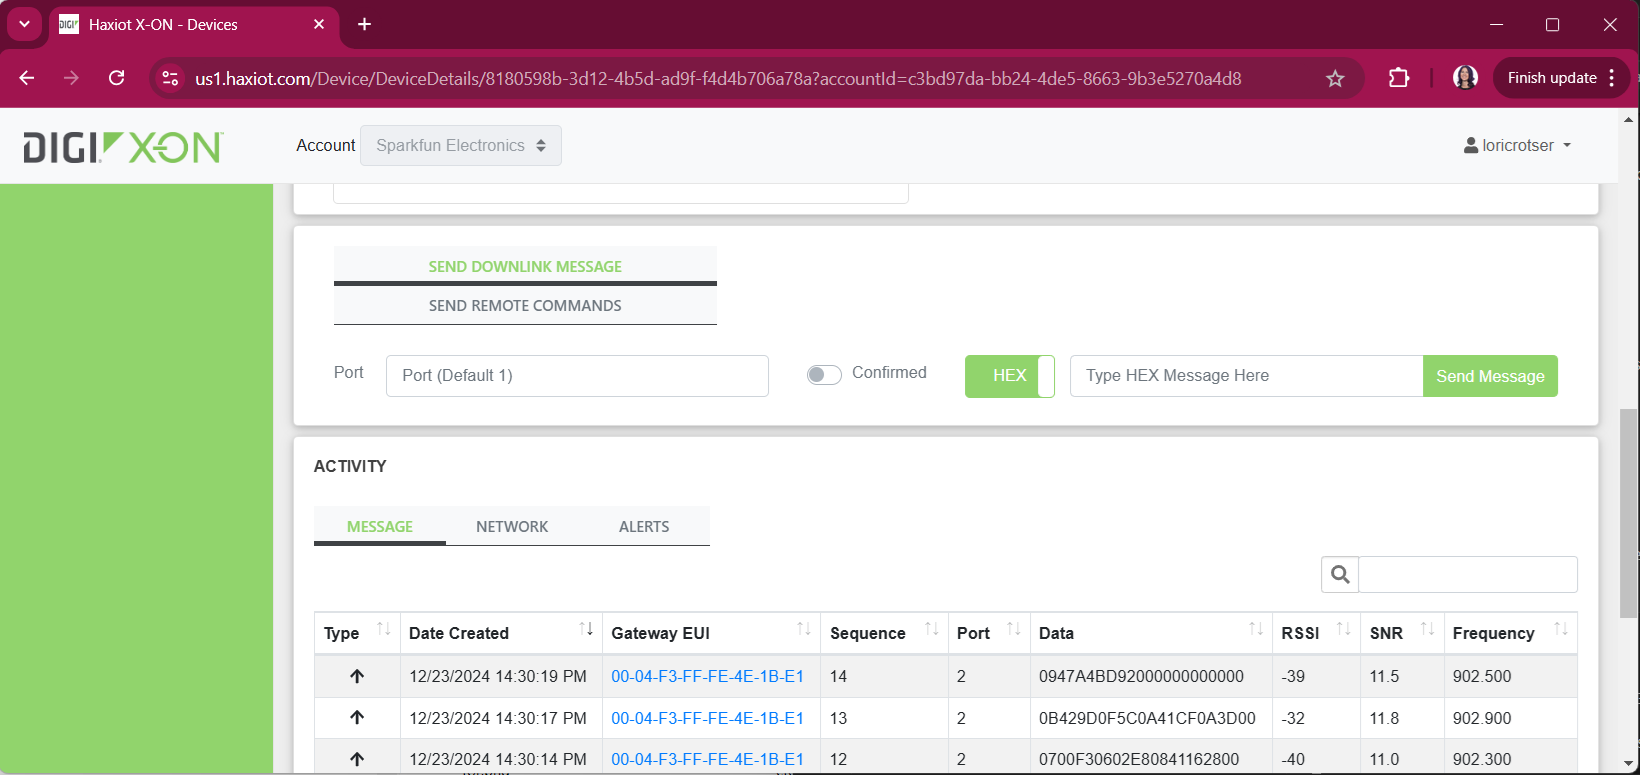 DIGI Haxiot X-ON - Devices
us1.haxiot.com/Device/DeviceDetails/8180598b-3d12-4b5d-ad9f-f4d4b706a78a?accountId=c3bd97da-bb24-4de5-8663-9b3e5270a4d8 Finish update
DIGI X-ON Account Sparkfun Electronics loricrotser
SEND DOWNLINK MESSAGE
SEND REMOTE COMMANDS
Port Port (Default 1) Confirmed HEX Type HEX Message Here Send Message
ACTIVITY
MESSAGE NETWORK ALERTS
Type Date Created Gateway EUI Sequence Port Data RSSI SNR Frequency
12/23/2024 14:30:19 PM 00-04-F3-FF-FE-4E-1B-E1 14 2 0947A4BD92000000000000 -39 11.5 902.500
12/23/2024 14:30:17 PM 00-04-F3-FF-FE-4E-1B-E1 13 2 0B429D0F5C0A41CF0A3D00 -32 11.8 902.900
12/23/2024 14:30:14 PM 00-04-F3-FF-FE-4E-1B-E1 12 2 0700F30602E80841162800 -40 11.0 902.300